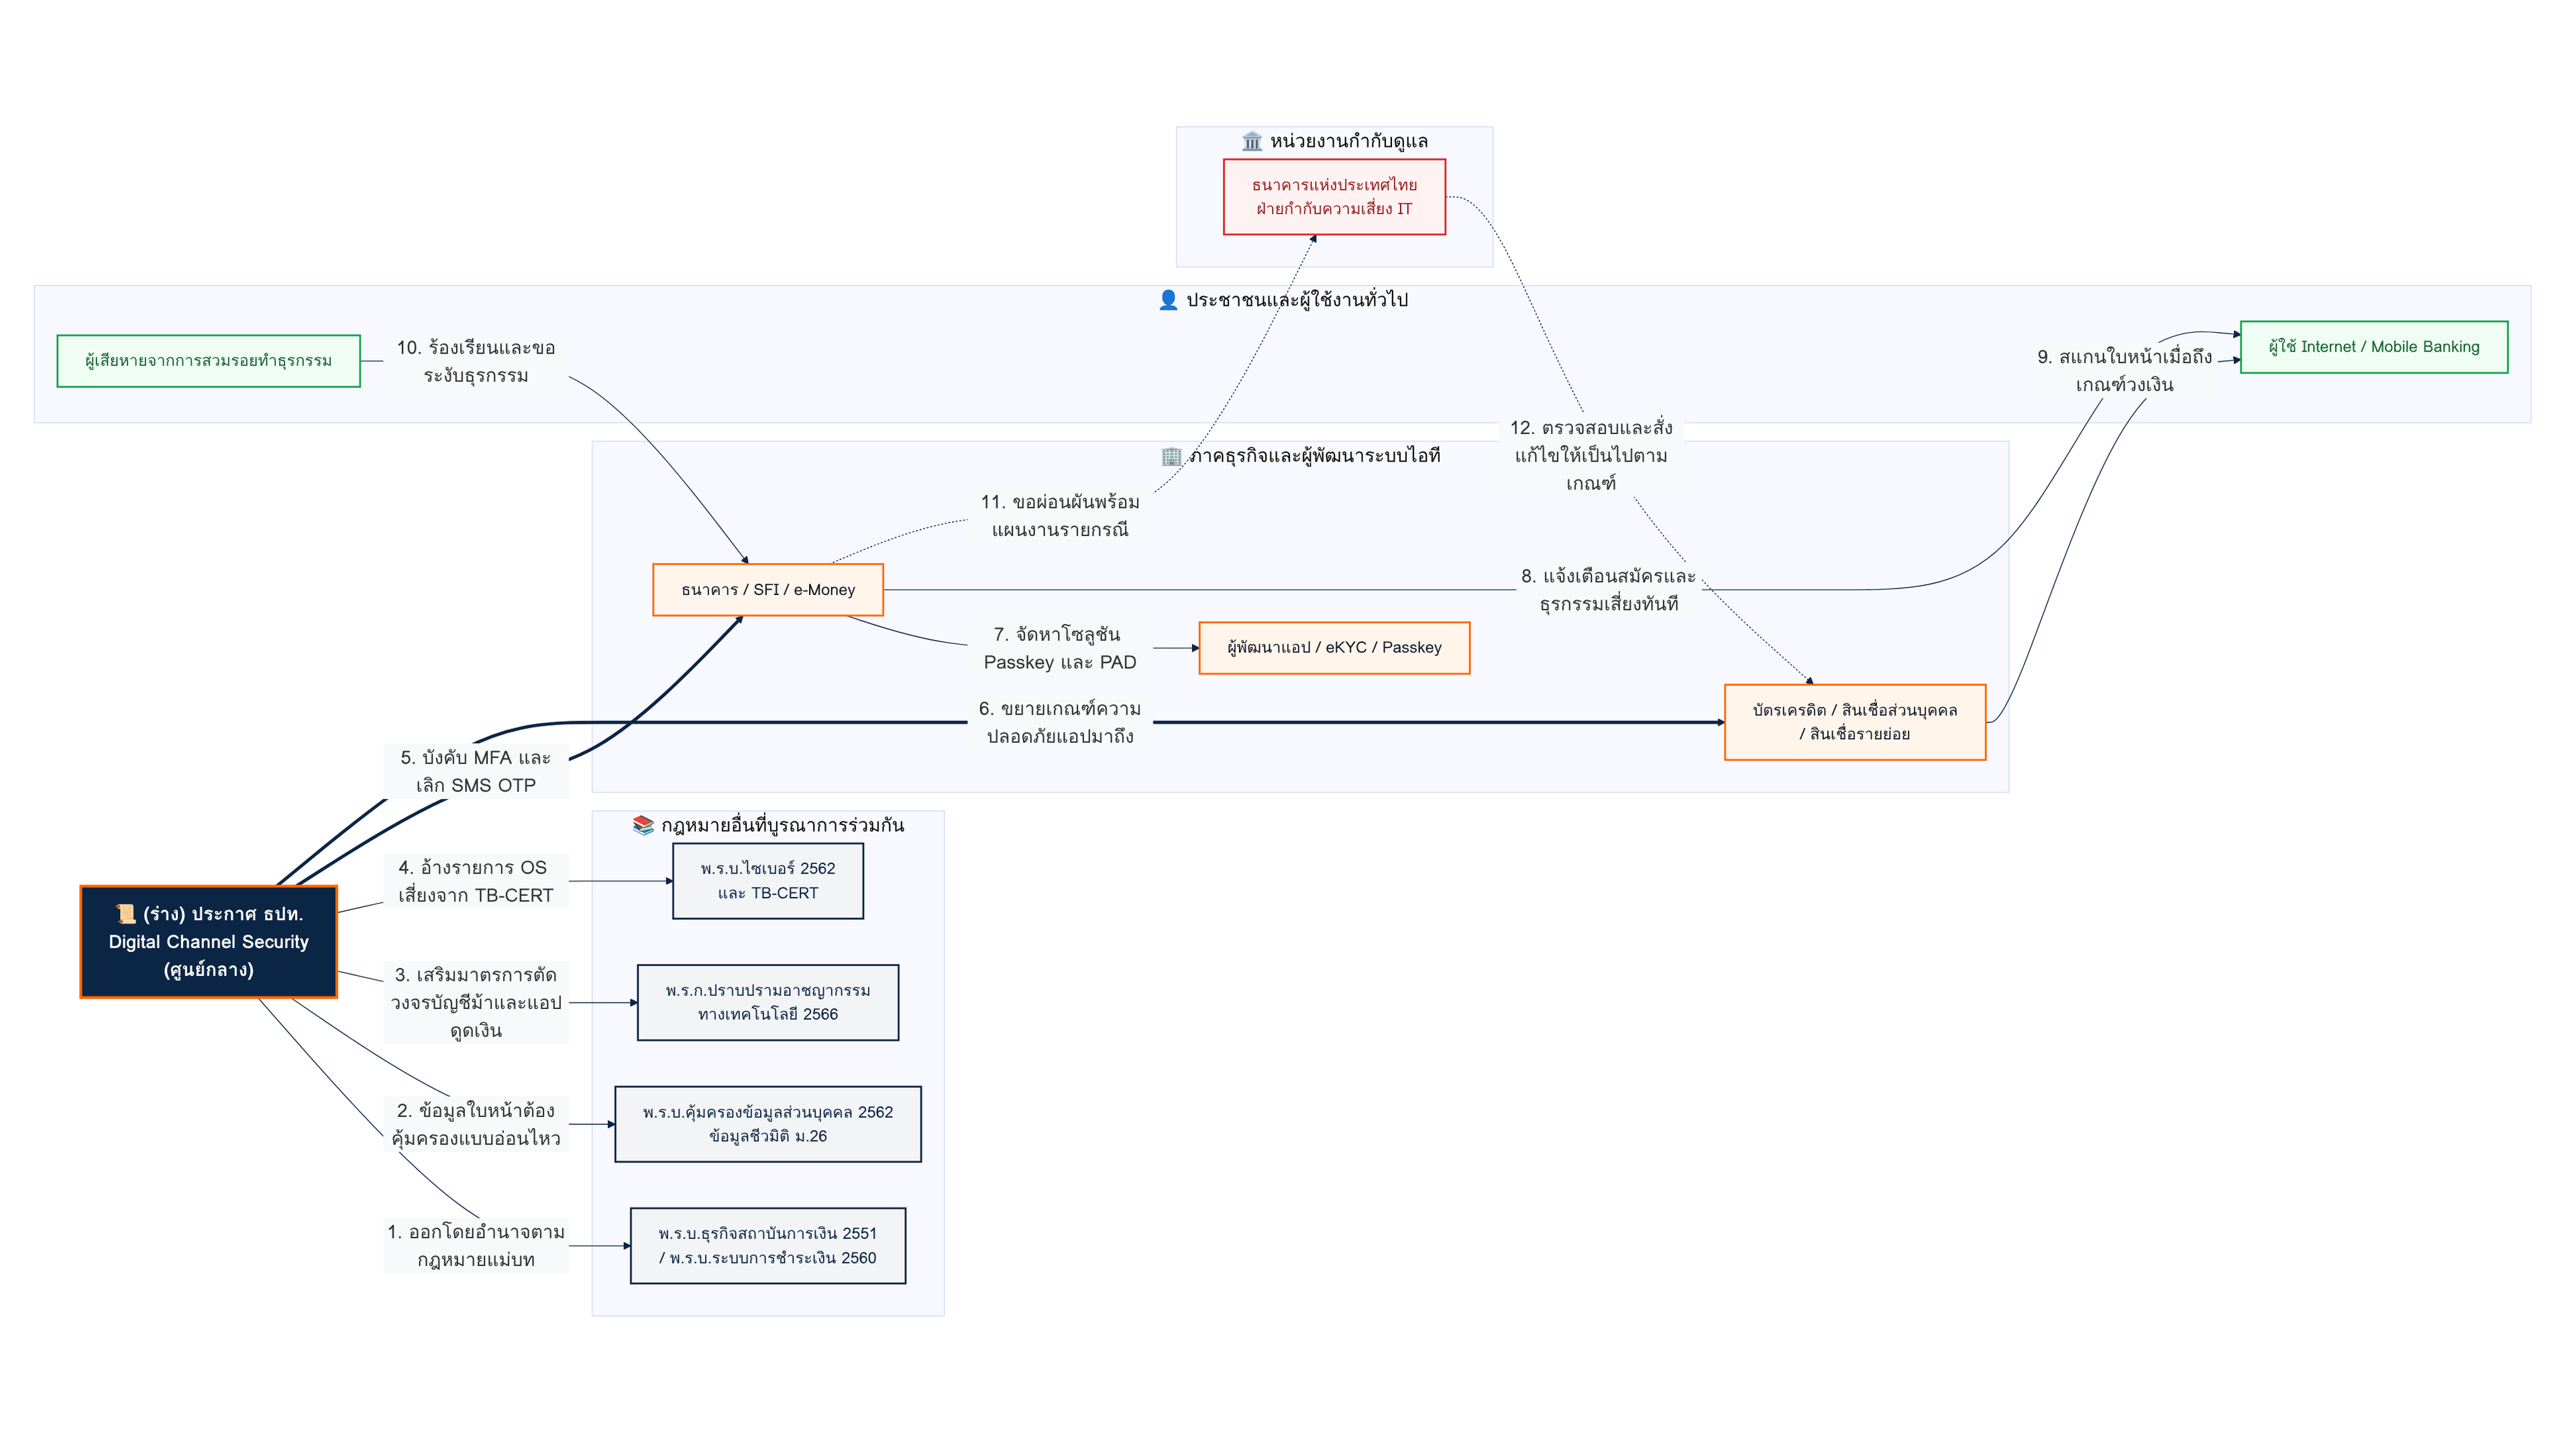 🏛️ หน่วยงานกำกับดูแล
ธนาคารแห่งประเทศไทย
ฝ่ายกำกับความเสี่ยง IT
👤 ประชาชนและผู้ใช้งานทั่วไป
ผู้เสียหายจากการสวมรอยทำธุรกรรม
10. ร้องเรียนและขอ
ระงับธุรกรรม
9. สแกนใบหน้าเมื่อถึง
เกณฑ์วงเงิน
ผู้ใช้ Internet / Mobile Banking
12. ตรวจสอบและสั่ง
แก้ไขให้เป็นไปตาม
เกณฑ์
🏢 ภาคธุรกิจและผู้พัฒนาระบบไอที
11. ขอผ่อนผันพร้อม
แผนงานรายกรณี
ธนาคาร / SFI / e-Money
8. แจ้งเตือนสมัครและ
ธุรกรรมเสี่ยงทันที
7. จัดหาโซลูชัน
Passkey และ PAD
ผู้พัฒนาแอป / eKYC / Passkey
6. ขยายเกณฑ์ความ
ปลอดภัยแอปมาถึง
บัตรเครดิต / สินเชื่อส่วนบุคคล
/ สินเชื่อรายย่อย
5. บังคับ MFA และ
เลิก SMS OTP
📚 กฎหมายอื่นที่บูรณาการร่วมกัน
4. อ้างรายการ OS
เสี่ยงจาก TB-CERT
พ.ร.บ.ไซเบอร์ 2562
และ TB-CERT
📜 (ร่าง) ประกาศ ธปท.
Digital Channel Security
(ศูนย์กลาง)
3. เสริมมาตรการตัด
วงจรบัญชีม้าและแอป
ดูดเงิน
พ.ร.ก.ปราบปรามอาชญากรรม
ทางเทคโนโลยี 2566
2. ข้อมูลใบหน้าต้อง
คุ้มครองแบบอ่อนไหว
พ.ร.บ.คุ้มครองข้อมูลส่วนบุคคล 2562
ข้อมูลชีวมิติ ม.26
1. ออกโดยอำนาจตาม
กฎหมายแม่บท
พ.ร.บ.ธุรกิจสถาบันการเงิน 2551
/ พ.ร.บ.ระบบการชำระเงิน 2560